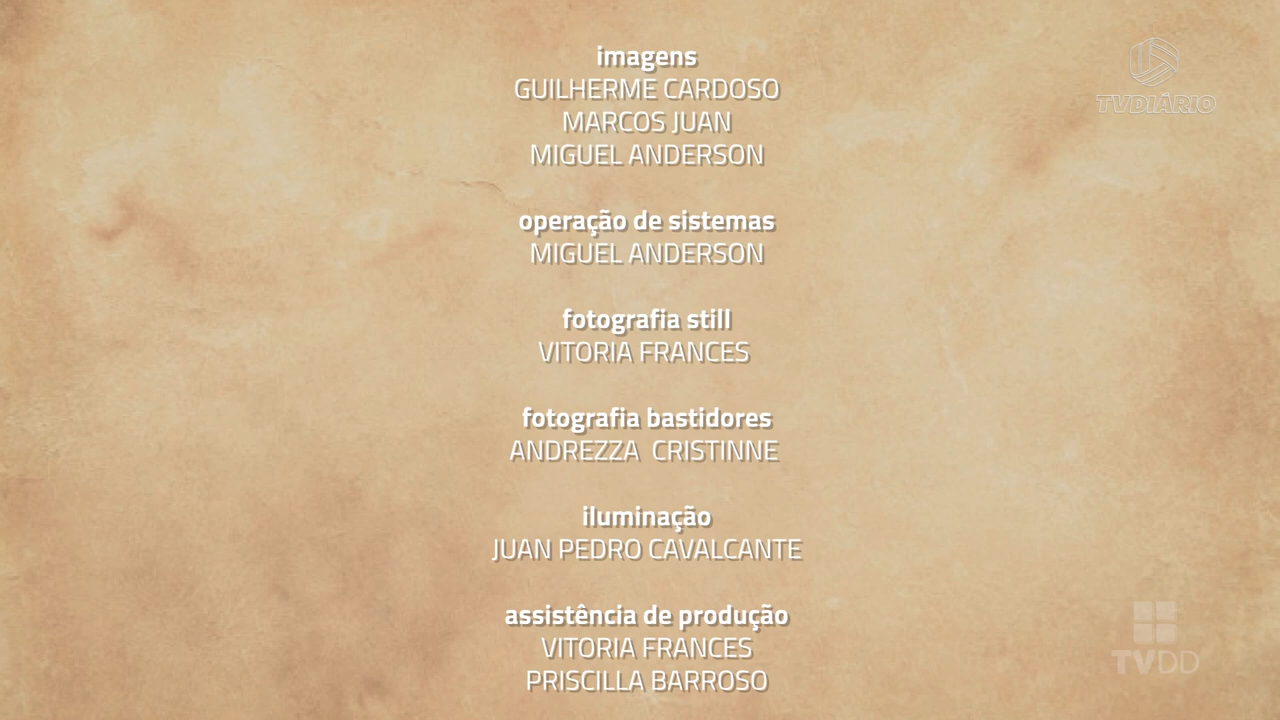 imagens
GUILHERME CARDOSO
MARCOS JUAN
MIGUEL ANDERSON
operação de sistemas
MIGUEL ANDERSON
fotografia still
VITORIA FRANCES
fotografia bastidores
ANDREZZA CRISTINNE
iluminação
JUAN PEDRO CAVALCANTE
assistência de produção
VITORIA FRANCES
PRISCILLA BARROSO
TVDIÁRIO
TVDD